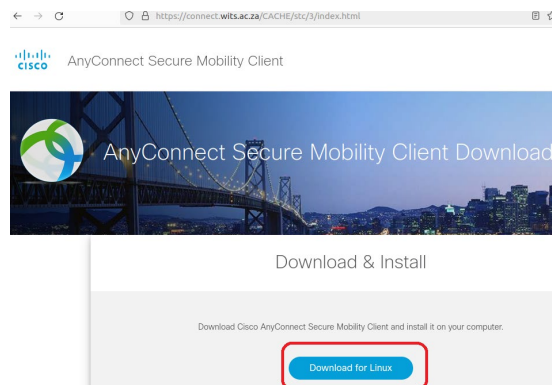 https://connect.wits.ac.za/CACHE/stc/3/index.html
CISCO
AnyConnect Secure Mobility Client
AnyConnect Secure Mobility Client Download
Download & Install
Download Cisco AnyConnect Secure Mobility Client and install it on your computer.
Download for Linux